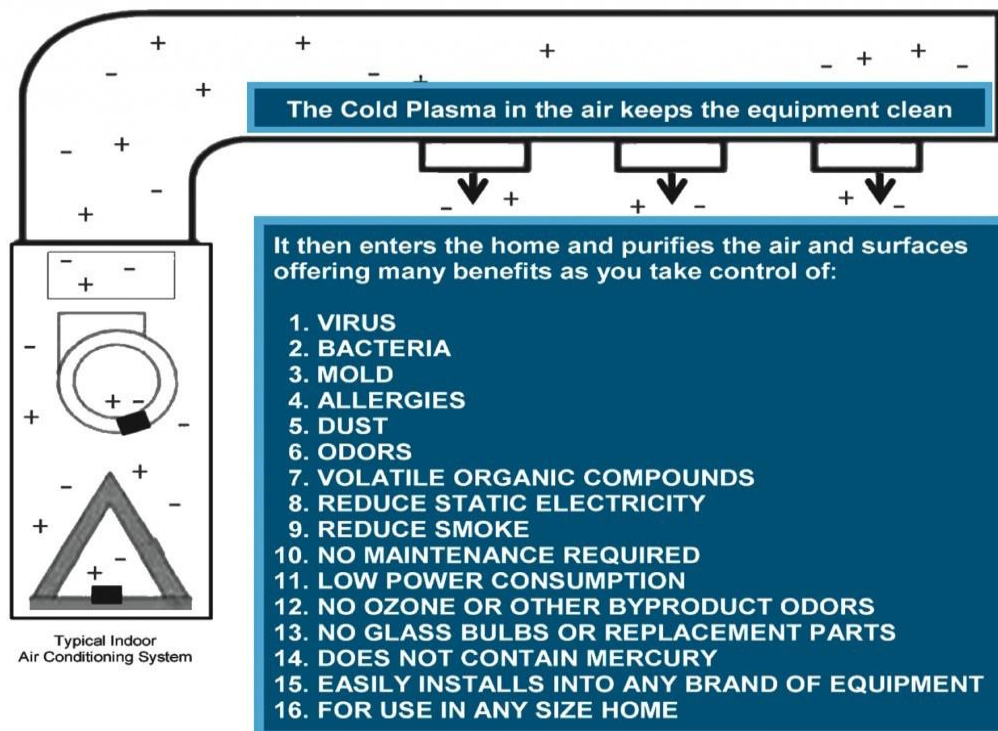 The Cold Plasma in the air keeps the equipment clean
It then enters the home and purifies the air and surfaces
offering many benefits as you take control of:
1. VIRUS
2. BACTERIA
3. MOLD
4. ALLERGIES
5. DUST
6. ODORS
7. VOLATILE ORGANIC COMPOUNDS
8. REDUCE STATIC ELECTRICITY
9. REDUCE SMOKE
10. NO MAINTENANCE REQUIRED
11. LOW POWER CONSUMPTION
12. NO OZONE OR OTHER BYPRODUCT ODORS
13. NO GLASS BULBS OR REPLACEMENT PARTS
14. DOES NOT CONTAIN MERCURY
15. EASILY INSTALLS INTO ANY BRAND OF EQUIPMENT
16. FOR USE IN ANY SIZE HOME
Typical Indoor
Air Conditioning System